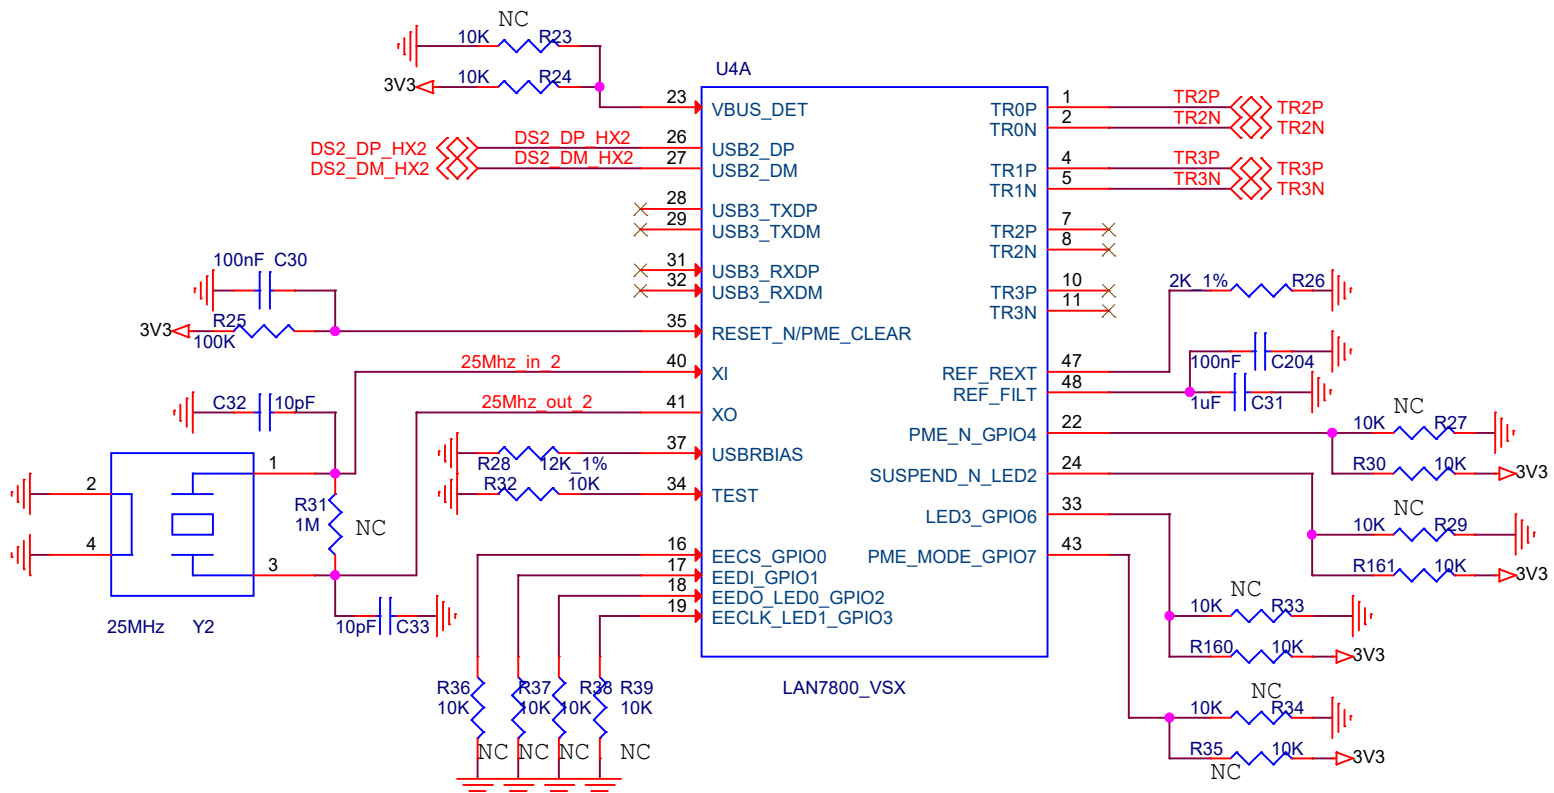 NC
10K R23
U4A
3V3 10K R24
23 VBUS_DET TR0P 1 TR2P TR2P
TR0N 2 TR2N TR2N
DS2_DP_HX2 DS2_DP_HX2 26 USB2_DP
DS2_DM_HX2 DS2_DM_HX2 27 USB2_DM
TR1P 4 TR3P TR3P
TR1N 5 TR3N TR3N
28 USB3_TXDP
29 USB3_TXDM
TR2P 7
TR2N 8
100nF C30
31 USB3_RXDP
32 USB3_RXDM
TR3P 10
TR3N 11
2K_1% R26
3V3 R25
100K
35 RESET_N/PME_CLEAR
25Mhz_in_2 40 XI
REF_REXT 47
REF_FILT 48
100nF C204
1uF C31
C32 10pF
25Mhz_out_2 41 XO
PME_N_GPIO4 22
NC
10K R27
R30 10K 3V3
37 USBRBIAS
R28 12K_1%
R32 10K
34 TEST
SUSPEND_N_LED2 24
LED3_GPIO6 33
NC
10K R29
R161 10K 3V3
1
2
R31
1M
NC
4
3
16 EECS_GPIO0
17 EEDI_GPIO1
18 EEDO_LED0_GPIO2
19 EECLK_LED1_GPIO3
PME_MODE_GPIO7 43
NC
10K R33
R160 10K 3V3
10pF C33
25MHz Y2
R36 R37 R38 R39
10K 10K 10K 10K
NC NC NC NC
LAN7800_VSX
NC
10K R34
R35 10K 3V3
NC